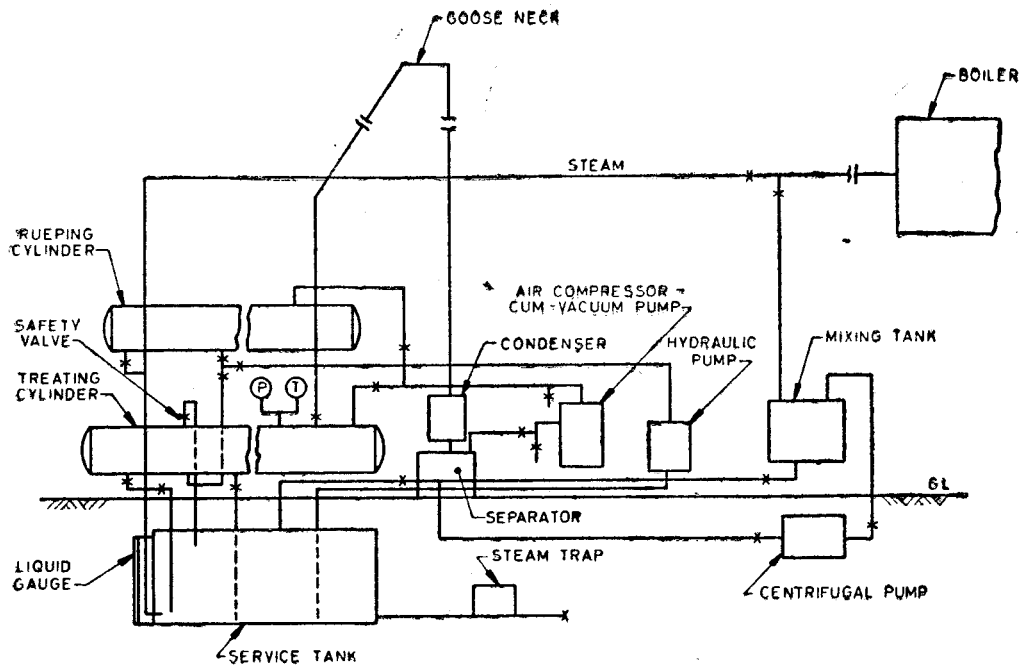 GOOSE NECK
BOILER
STEAM
RUEPING
CYLINDER
AIR COMPRESSOR -
CUM-VACUUM PUMP
SAFETY
VALVE
CONDENSER
HYDRAULIC
PUMP
MIXING TANK
TREATING
CYLINDER
P
T
GL
SEPARATOR
STEAM TRAP
LIQUID
GAUGE
CENTRIFUGAL PUMP
SERVICE TANK